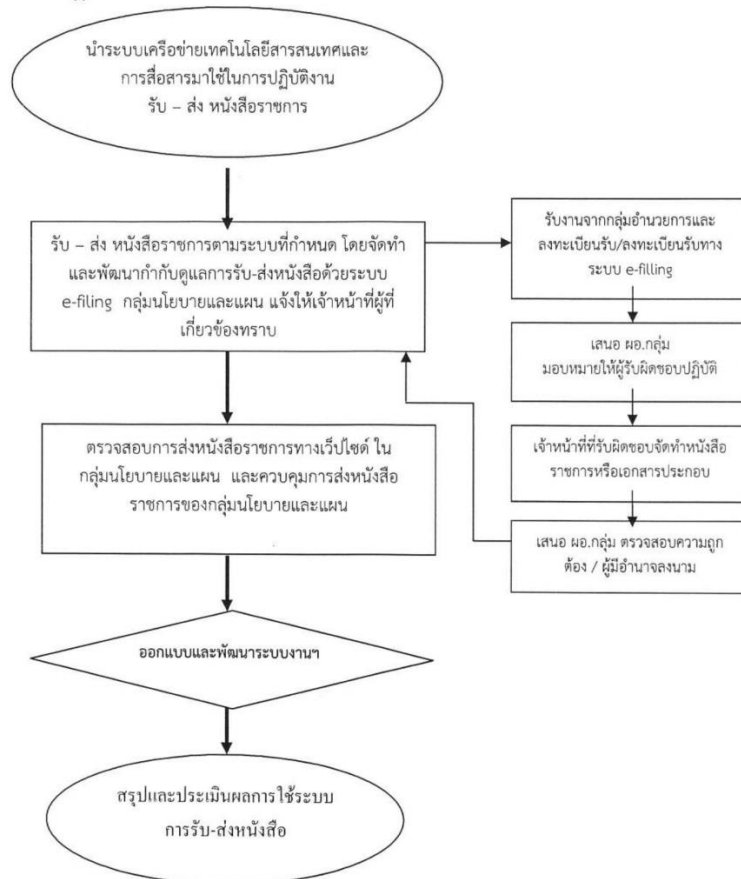 นำระบบเครือข่ายเทคโนโลยีสารสนเทศและ
การสื่อสารมาใช้ในการปฏิบัติงาน
รับ – ส่ง หนังสือราชการ
รับ – ส่ง หนังสือราชการตามระบบที่กำหนด โดยจัดทำ
และพัฒนากำกับดูแลการรับ-ส่งหนังสือด้วยระบบ
e-filing กลุ่มนโยบายและแผน แจ้งให้เจ้าหน้าที่ผู้ที่
เกี่ยวข้องทราบ
รับงานจากกลุ่มอำนวยการและ
ลงทะเบียนรับ/ลงทะเบียนรับทาง
ระบบ e-filling
เสนอ ผอ.กลุ่ม
มอบหมายให้ผู้รับผิดชอบปฏิบัติ
เจ้าหน้าที่ที่รับผิดชอบจัดทำหนังสือ
ราชการหรือเอกสารประกอบ
เสนอ ผอ.กลุ่ม ตรวจสอบความถูก
ต้อง / ผู้มีอำนาจลงนาม
ตรวจสอบการส่งหนังสือราชการทางเว็ปไซต์ ใน
กลุ่มนโยบายและแผน และควบคุมการส่งหนังสือ
ราชการของกลุ่มนโยบายและแผน
ออกแบบและพัฒนาระบบงานฯ
สรุปและประเมินผลการใช้ระบบ
การรับ-ส่งหนังสือ